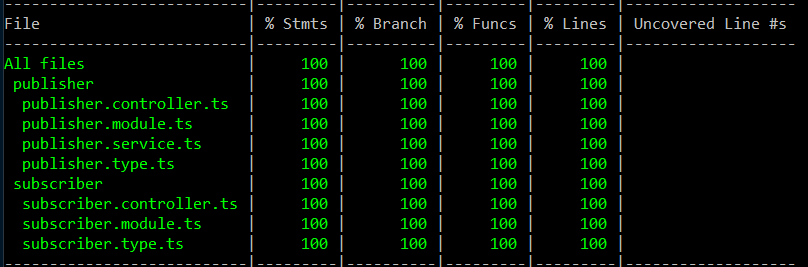 File | % Stmts | % Branch | % Funcs | % Lines | Uncovered Line #s
All files | 100 | 100 | 100 | 100 |
publisher | 100 | 100 | 100 | 100 |
publisher.controller.ts | 100 | 100 | 100 | 100 |
publisher.module.ts | 100 | 100 | 100 | 100 |
publisher.service.ts | 100 | 100 | 100 | 100 |
publisher.type.ts | 100 | 100 | 100 | 100 |
subscriber | 100 | 100 | 100 | 100 |
subscriber.controller.ts | 100 | 100 | 100 | 100 |
subscriber.module.ts | 100 | 100 | 100 | 100 |
subscriber.type.ts | 100 | 100 | 100 | 100 |